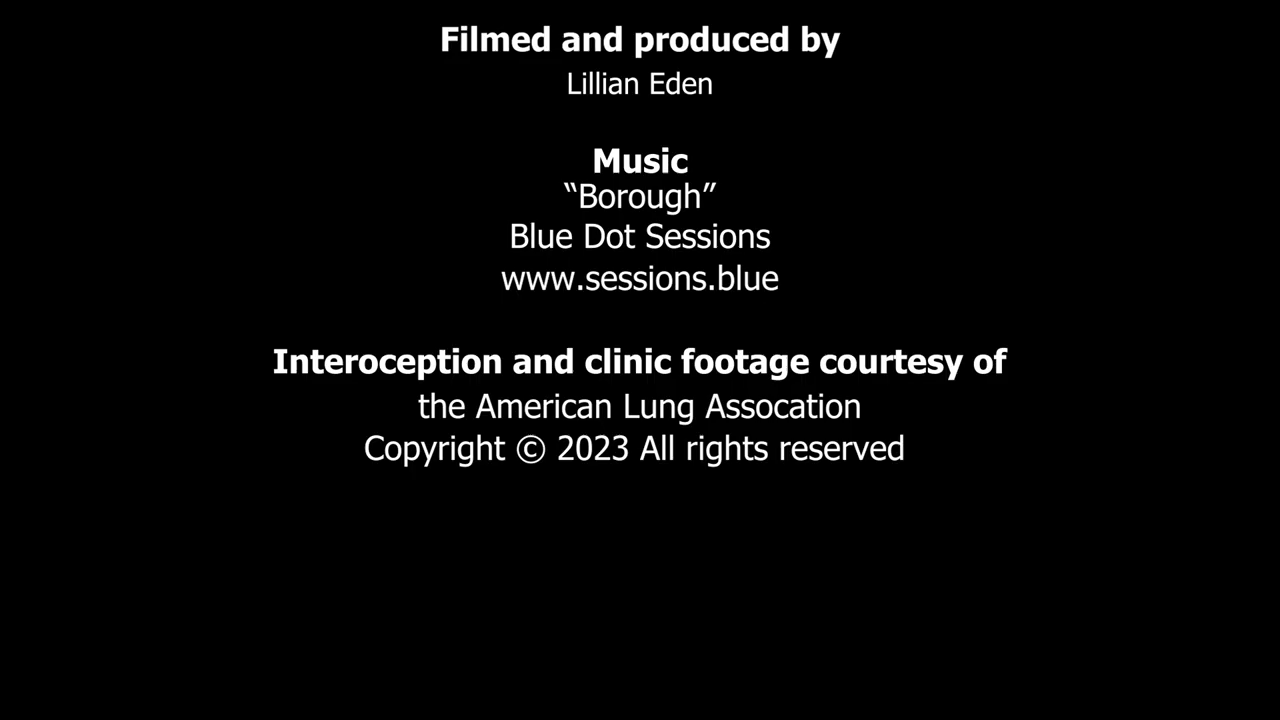 Filmed and produced by
Lillian Eden
Music
“Borough”
Blue Dot Sessions
www.sessions.blue
Interoception and clinic footage courtesy of
the American Lung Assocation
Copyright © 2023 All rights reserved